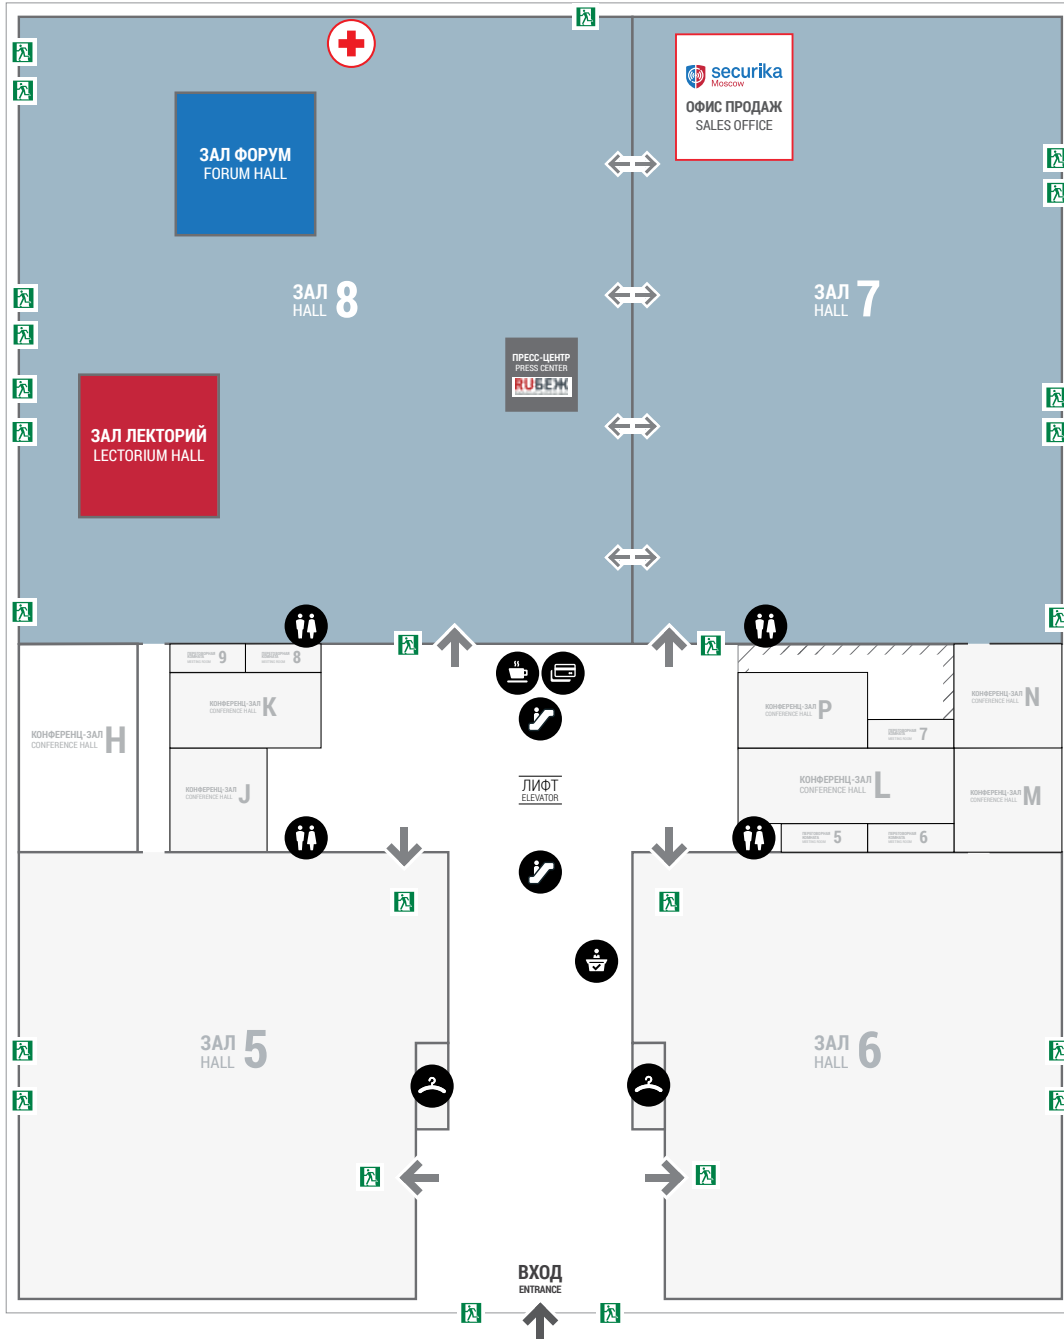 securika
Moscow
ОФИС ПРОДАЖ
SALES OFFICE
ЗАЛ ФОРУМ
FORUM HALL
ЗАЛ
HALL 8
ЗАЛ
HALL 7
ПРЕСС-ЦЕНТР
PRESS CENTER
RUБЕЖ
ЗАЛ ЛЕКТОРИЙ
LECTORIUM HALL
9
8
КОНФЕРЕНЦ-ЗАЛ
CONFERENCE HALL K
КОНФЕРЕНЦ-ЗАЛ
CONFERENCE HALL H
КОНФЕРЕНЦ-ЗАЛ
CONFERENCE HALL J
ЛИФТ
ELEVATOR
КОНФЕРЕНЦ-ЗАЛ
CONFERENCE HALL P
7
КОНФЕРЕНЦ-ЗАЛ
CONFERENCE HALL N
КОНФЕРЕНЦ-ЗАЛ
CONFERENCE HALL L
КОНФЕРЕНЦ-ЗАЛ
CONFERENCE HALL M
5
6
ЗАЛ
HALL 5
ЗАЛ
HALL 6
ВХОД
ENTRANCE